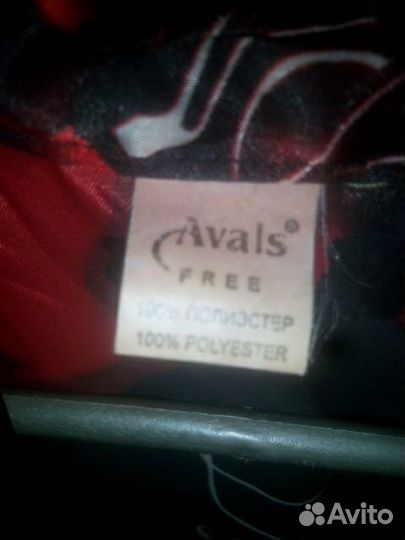 Avals®
FREE
100% ПОЛИЭСТЕР
100% POLYESTER
Avito